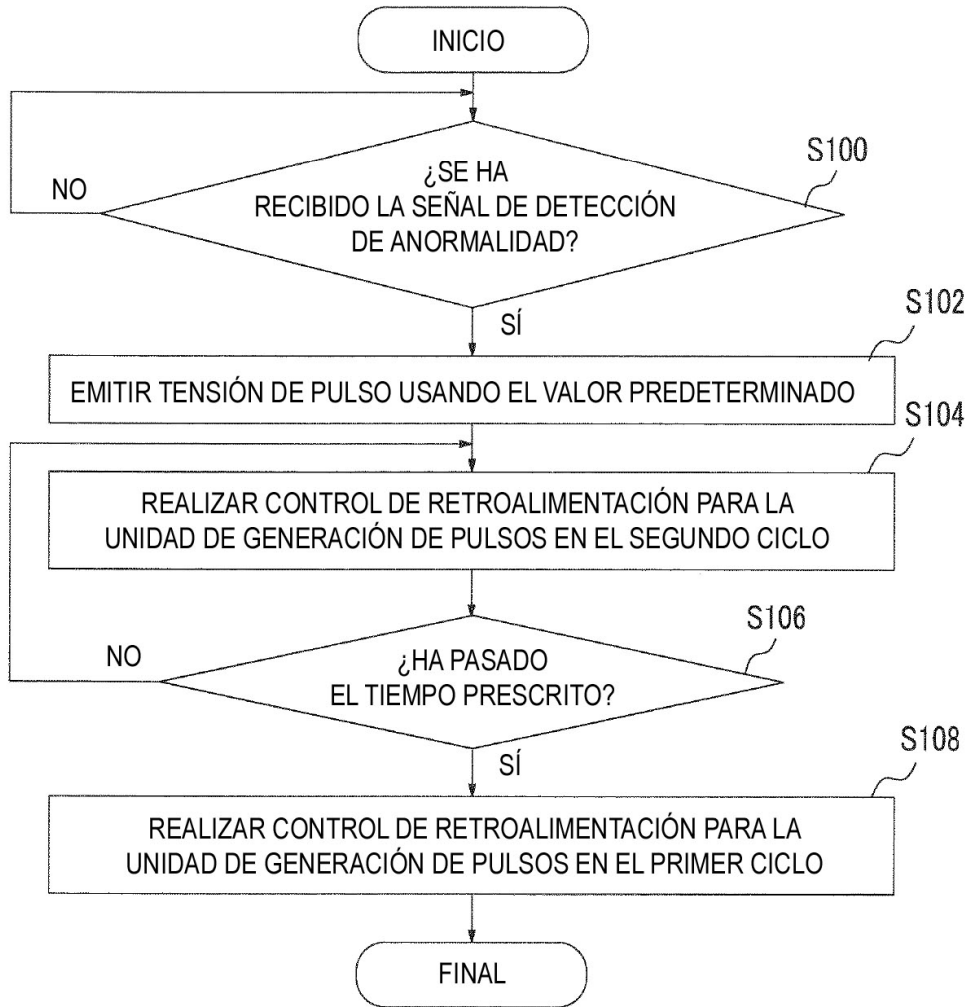 INICIO
S100
¿SE HA
RECIBIDO LA SEÑAL DE DETECCIÓN
DE ANORMALIDAD?
NO
SÍ
S102
EMITIR TENSIÓN DE PULSO USANDO EL VALOR PREDETERMINADO
S104
REALIZAR CONTROL DE RETROALIMENTACIÓN PARA LA
UNIDAD DE GENERACIÓN DE PULSOS EN EL SEGUNDO CICLO
S106
NO
¿HA PASADO
EL TIEMPO PRESCRITO?
SÍ
S108
REALIZAR CONTROL DE RETROALIMENTACIÓN PARA LA
UNIDAD DE GENERACIÓN DE PULSOS EN EL PRIMER CICLO
FINAL